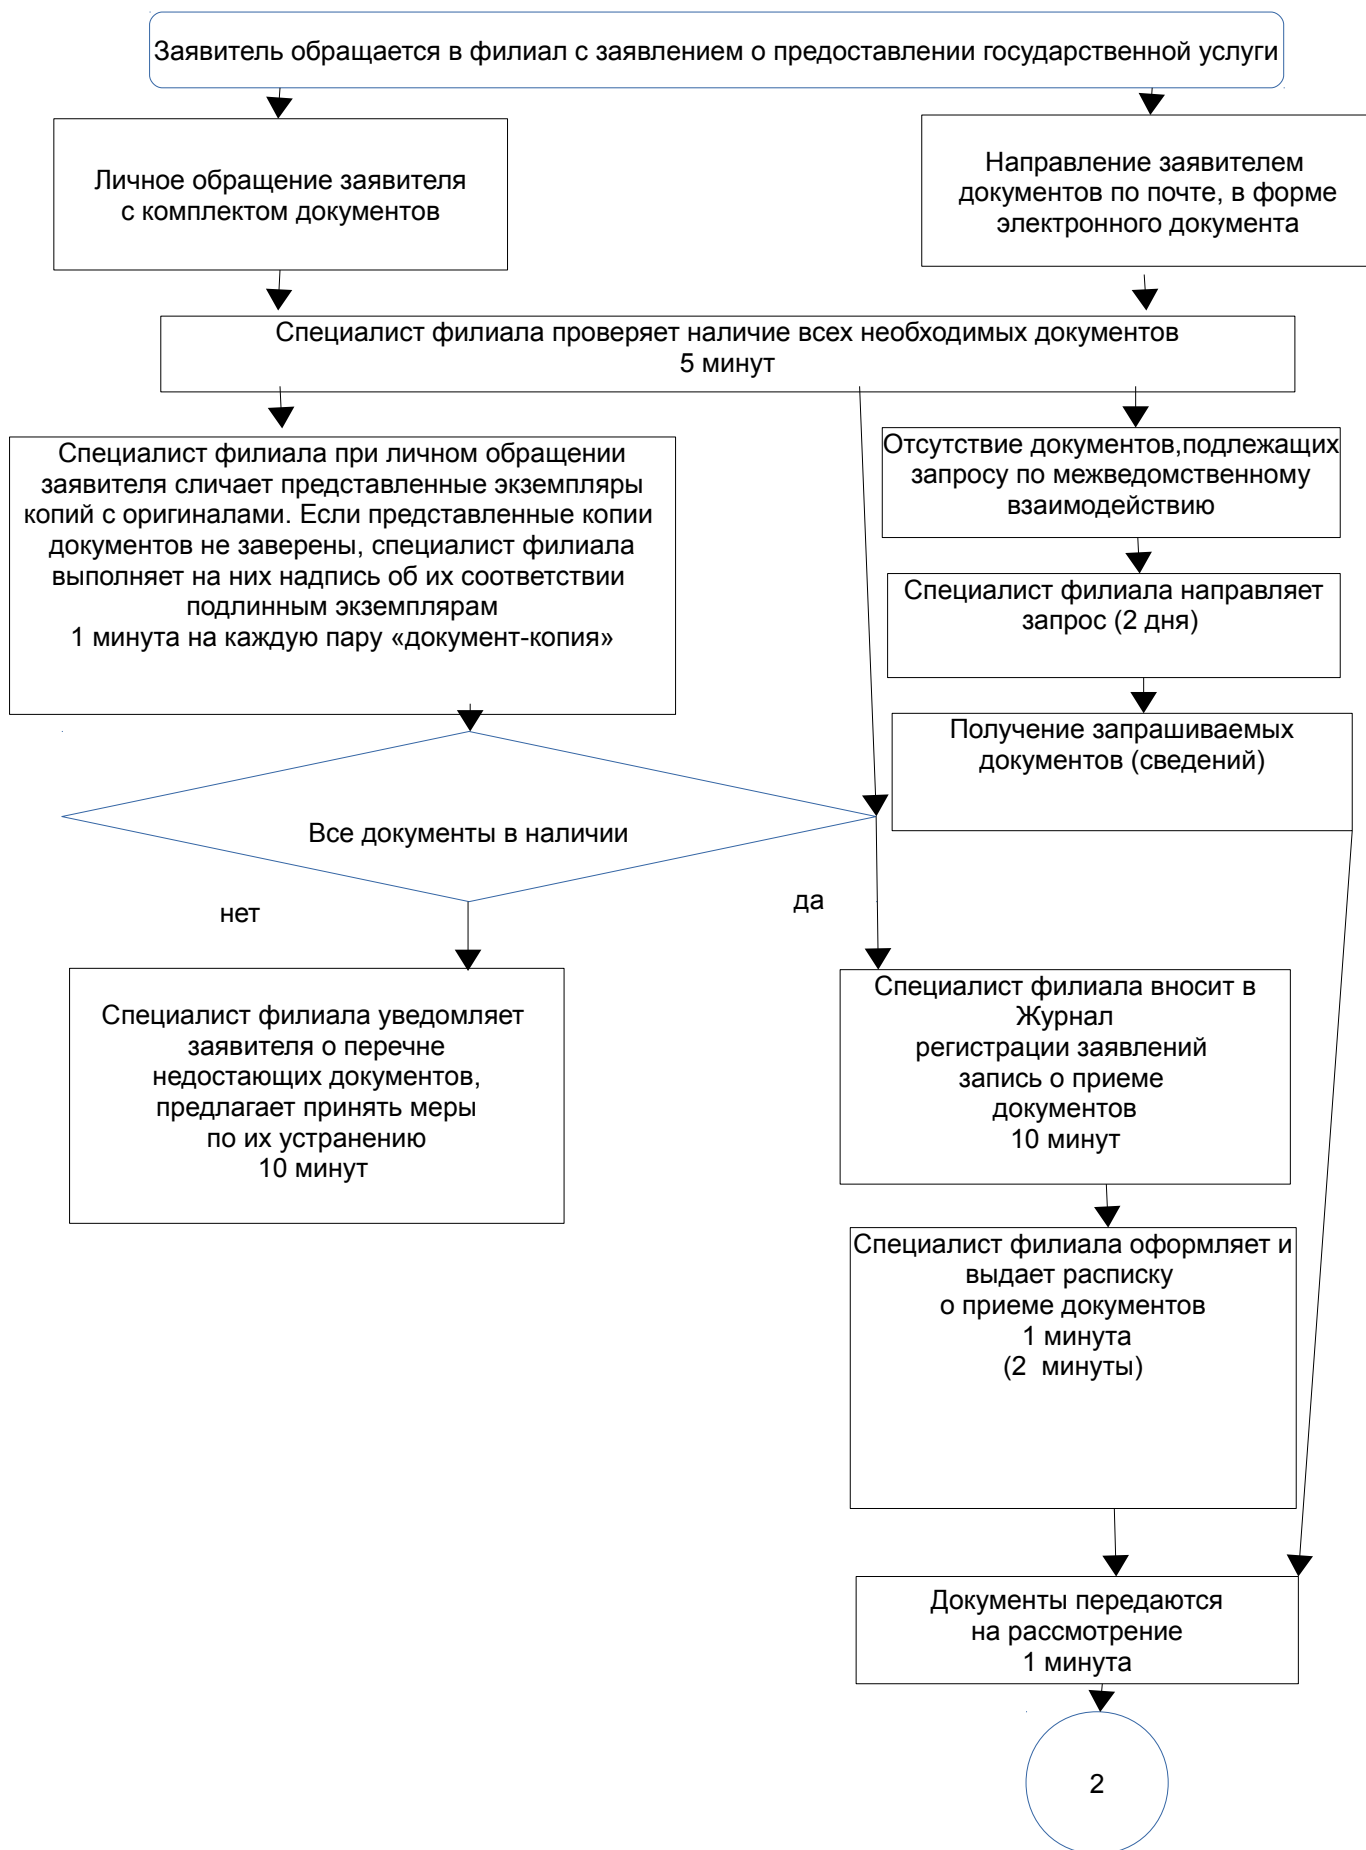 Заявитель обращается в филиал с заявлением о предоставлении государственной услуги
Личное обращение заявителя
с комплектом документов
Направление заявителем
документов по почте, в форме
электронного документа
Специалист филиала проверяет наличие всех необходимых документов
5 минут
Специалист филиала при личном обращении
заявителя сличает представленные экземпляры
копий с оригиналами. Если представленные копии
документов не заверены, специалист филиала
выполняет на них надпись об их соответствии
подлинным экземплярам
1 минута на каждую пару «документ-копия»
Отсутствие документов,подлежащих
запросу по межведомственному
взаимодействию
Специалист филиала направляет
запрос (2 дня)
Получение запрашиваемых
документов (сведений)
Все документы в наличии
нет
да
Специалист филиала уведомляет
заявителя о перечне
недостающих документов,
предлагает принять меры
по их устранению
10 минут
Специалист филиала вносит в
Журнал
регистрации заявлений
запись о приеме
документов
10 минут
Специалист филиала оформляет и
выдает расписку
о приеме документов
1 минута
(2  минуты)
Документы передаются
на рассмотрение
1 минута
2